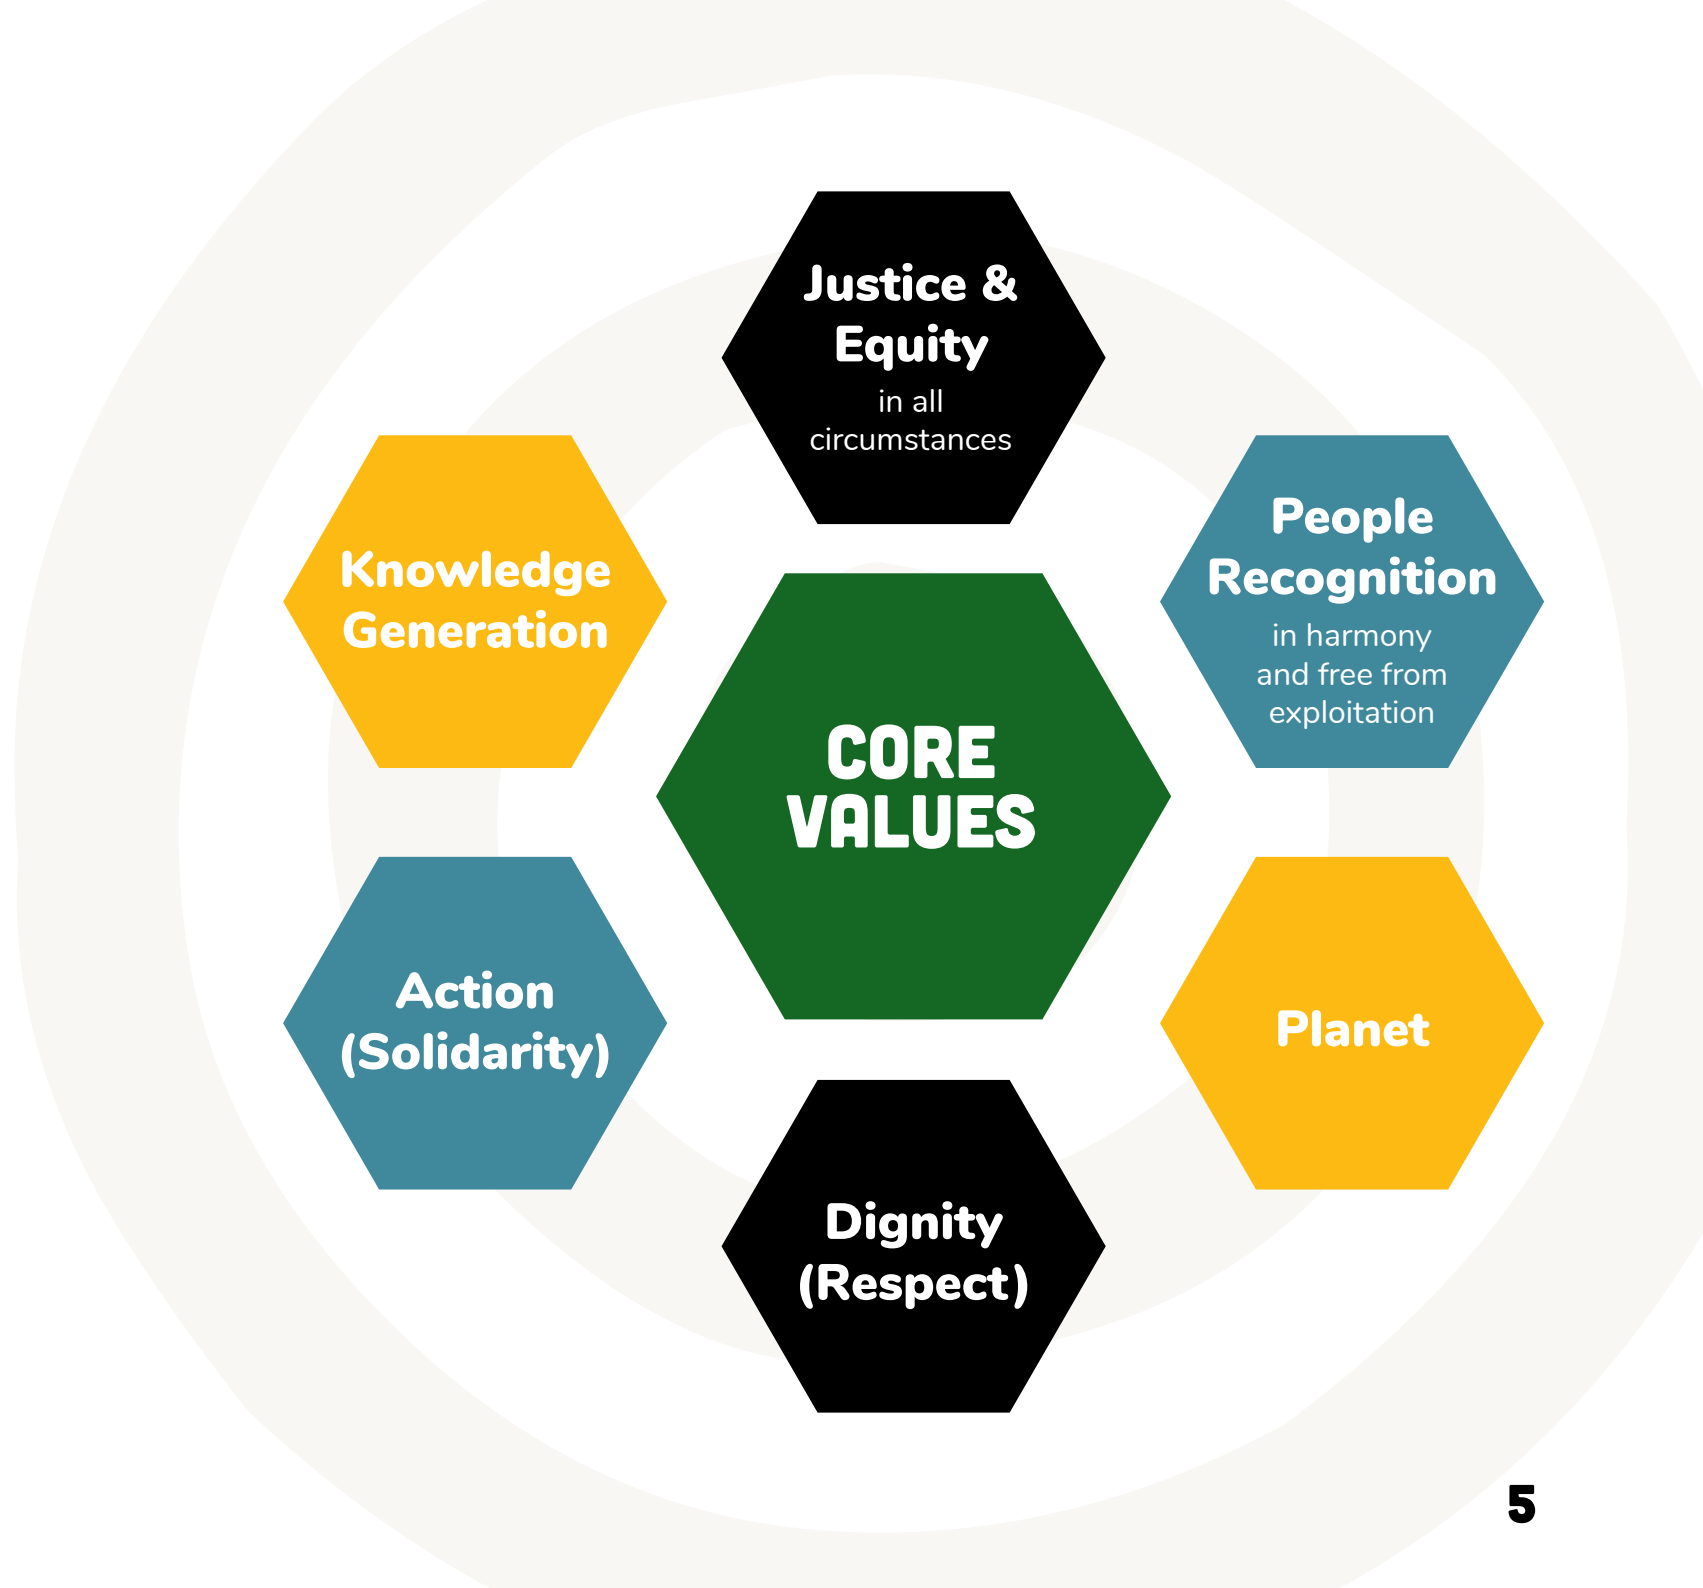 Justice &
Equity
in all
circumstances
Knowledge
Generation
People
Recognition
in harmony
and free from
exploitation
CORE
VALUES
Action
(Solidarity)
Planet
Dignity
(Respect)
5